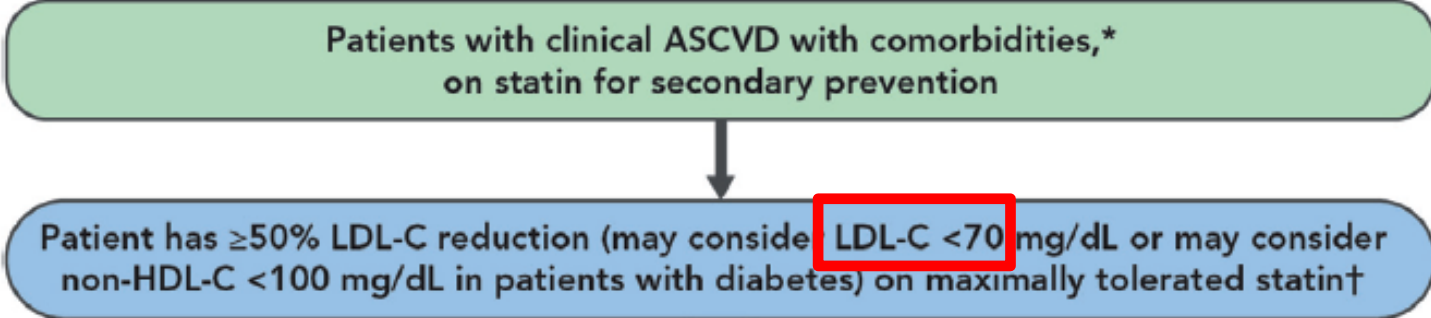 Patients with clinical ASCVD with comorbidities,*
on statin for secondary prevention
Patient has ≥50% LDL-C reduction (may consider LDL-C <70 mg/dL or may consider
non-HDL-C <100 mg/dL in patients with diabetes) on maximally tolerated statin†